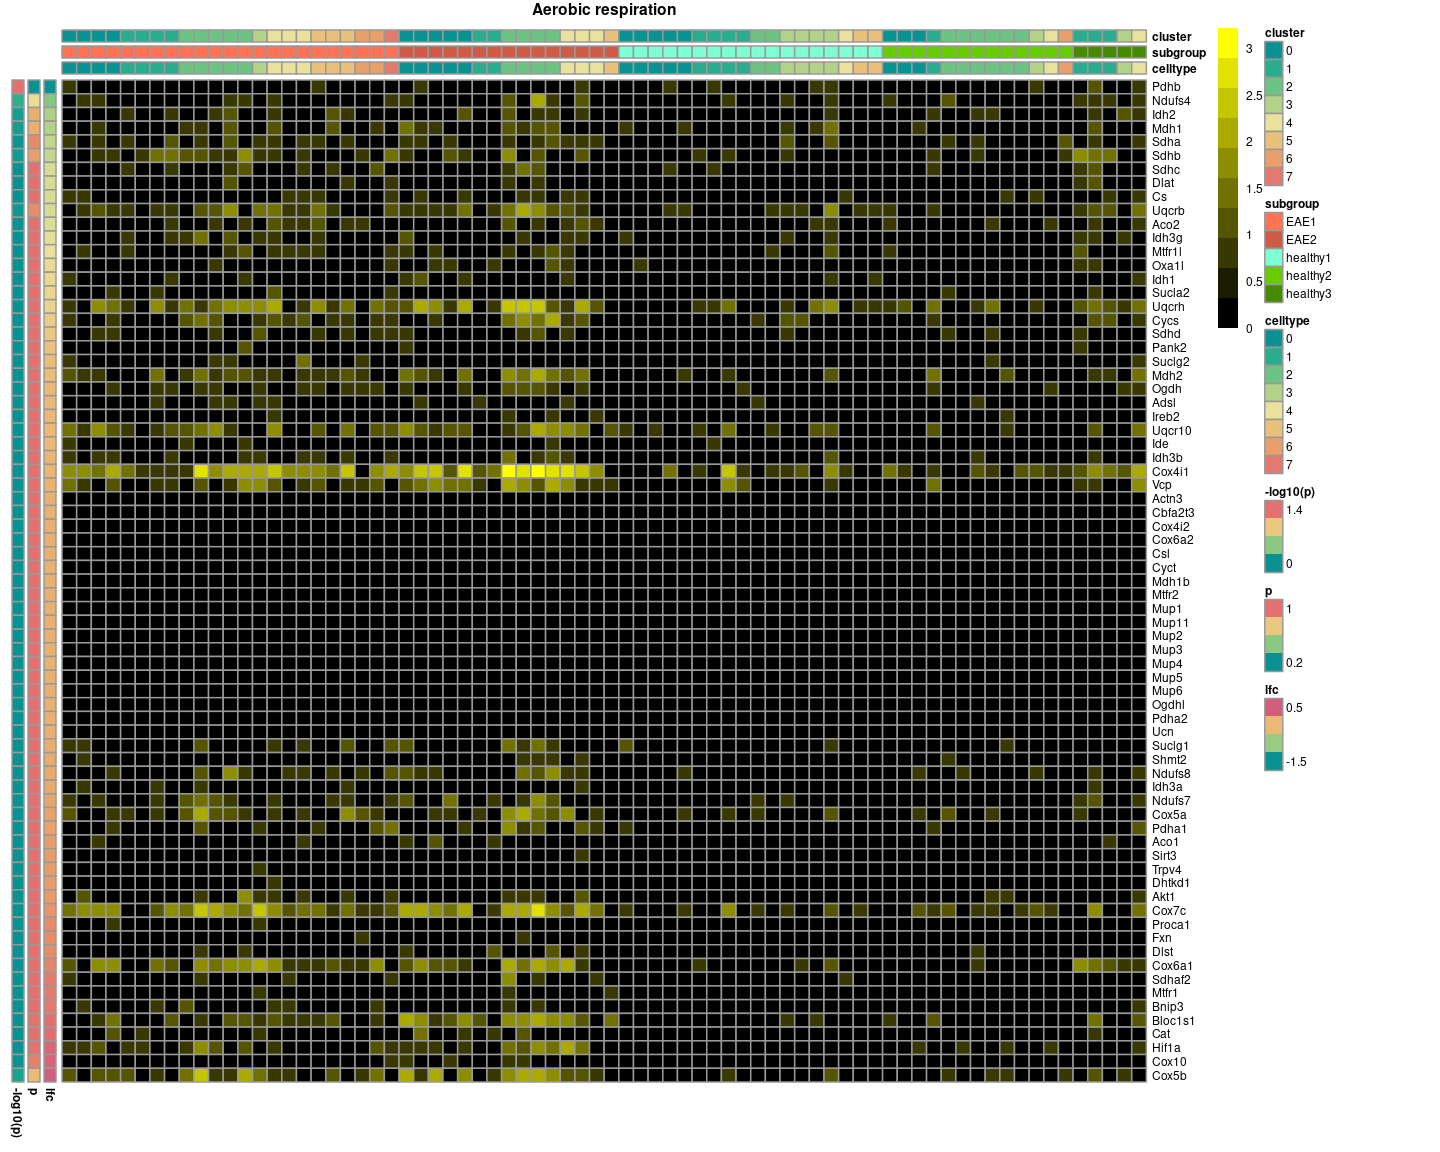 Aerobic respiration
cluster
subgroup
celltype
Pdhb
Ndufs4
Idh2
Mdh1
Sdha
Sdhb
Sdhc
Dlat
Cs
Uqcrb
Aco2
Idh3g
Mtfr1l
Oxa1l
Idh1
Sucla2
Uqcrh
Cycs
Sdhd
Pank2
Suclg2
Mdh2
Ogdh
Adsl
Ireb2
Uqcr10
Ide
Idh3b
Cox4i1
Vcp
Actn3
Cbfa2t3
Cox4i2
Cox6a2
Csl
Cyct
Mdh1b
Mtfr2
Mup1
Mup11
Mup2
Mup3
Mup4
Mup5
Mup6
Ogdhl
Pdha2
Ucn
Suclg1
Shmt2
Ndufs8
Idh3a
Ndufs7
Cox5a
Pdha1
Aco1
Sirt3
Trpv4
Dhtkd1
Akt1
Cox7c
Proca1
Fxn
Dlst
Cox6a1
Sdhaf2
Mtfr1
Bnip3
Bloc1s1
Cat
Hif1a
Cox10
Cox5b
-log10(p)
p
lfc
3
2.5
2
1.5
1
0.5
0
cluster
0
1
2
3
4
5
6
7
subgroup
EAE1
EAE2
healthy1
healthy2
healthy3
celltype
0
1
2
3
4
5
6
7
-log10(p)
1.4
0
p
1
0.2
lfc
0.5
-1.5